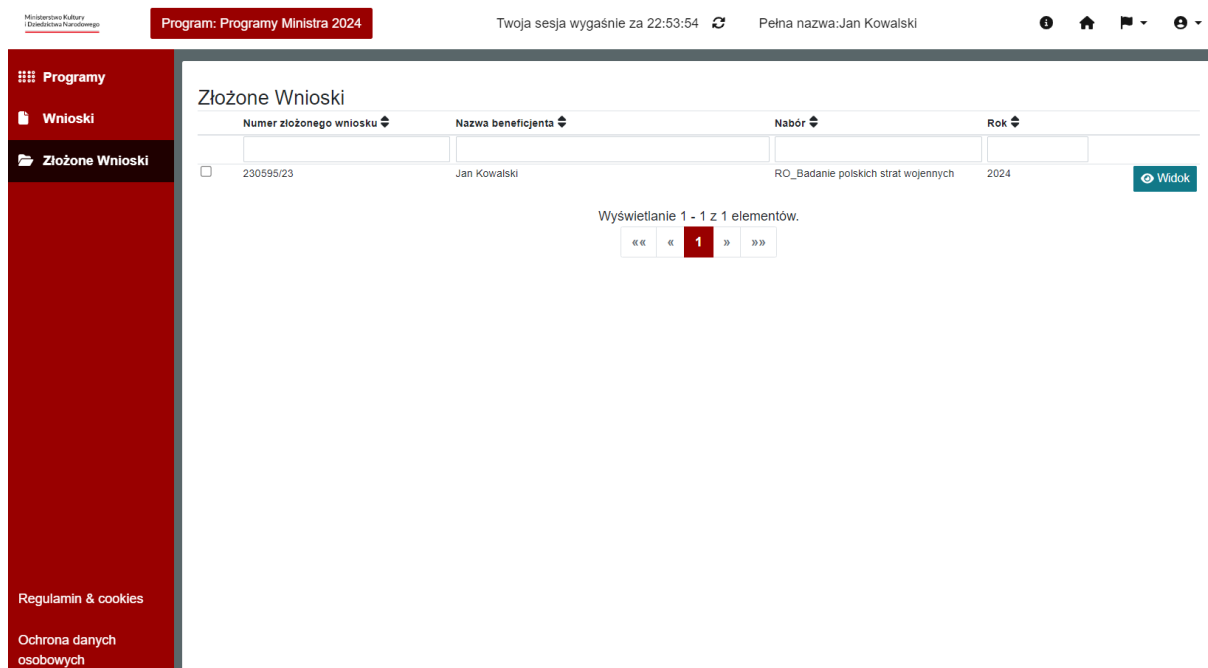 Ministerstwo Kultury
i Dziedzictwa Narodowego
Program: Programy Ministra 2024
Twoja sesja wygaśnie za 22:53:54
Pełna nazwa:Jan Kowalski
Programy
Wnioski
Złożone Wnioski
Złożone Wnioski
Numer złożonego wniosku Nazwa beneficjenta Nabór Rok
230595/23 Jan Kowalski RO_Badanie polskich strat wojennych 2024 Widok
Wyświetlanie 1 - 1 z 1 elementów.
«« « 1 » »»
Regulamin & cookies
Ochrona danych
osobowych